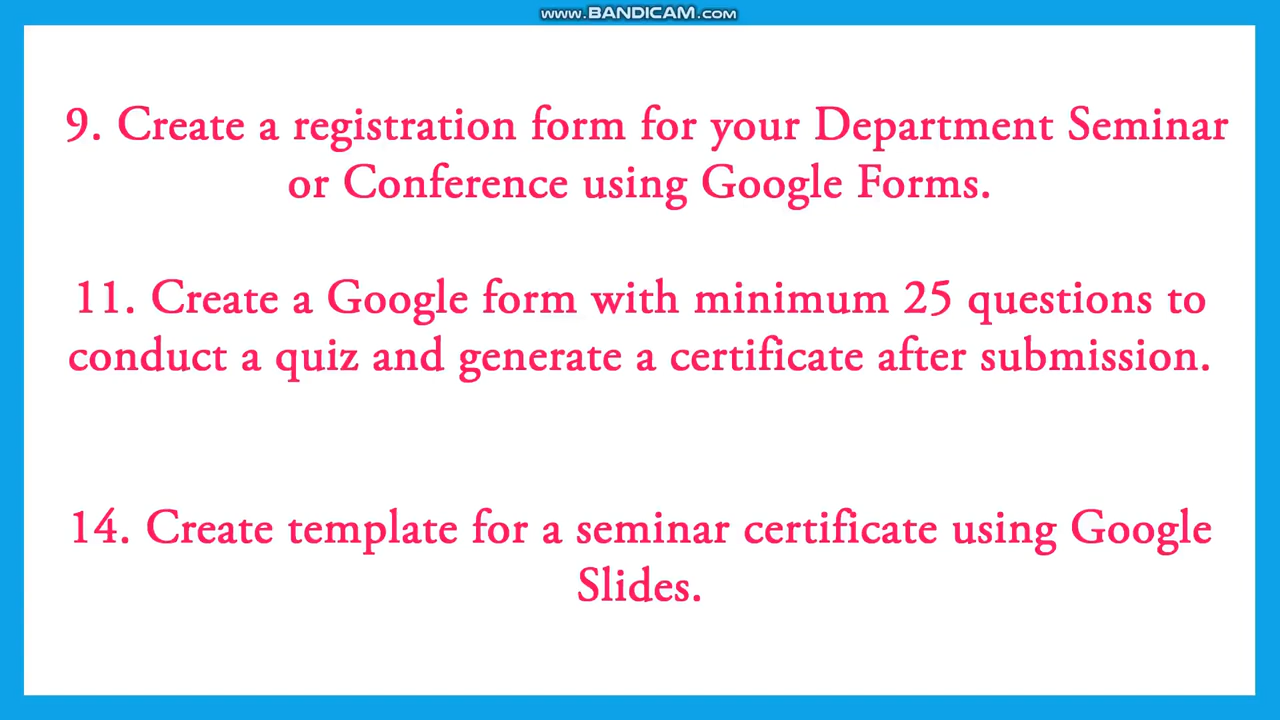 www.BANDICAM.com
9. Create a registration form for your Department Seminar
or Conference using Google Forms.
11. Create a Google form with minimum 25 questions to
conduct a quiz and generate a certificate after submission.
14. Create template for a seminar certificate using Google
Slides.